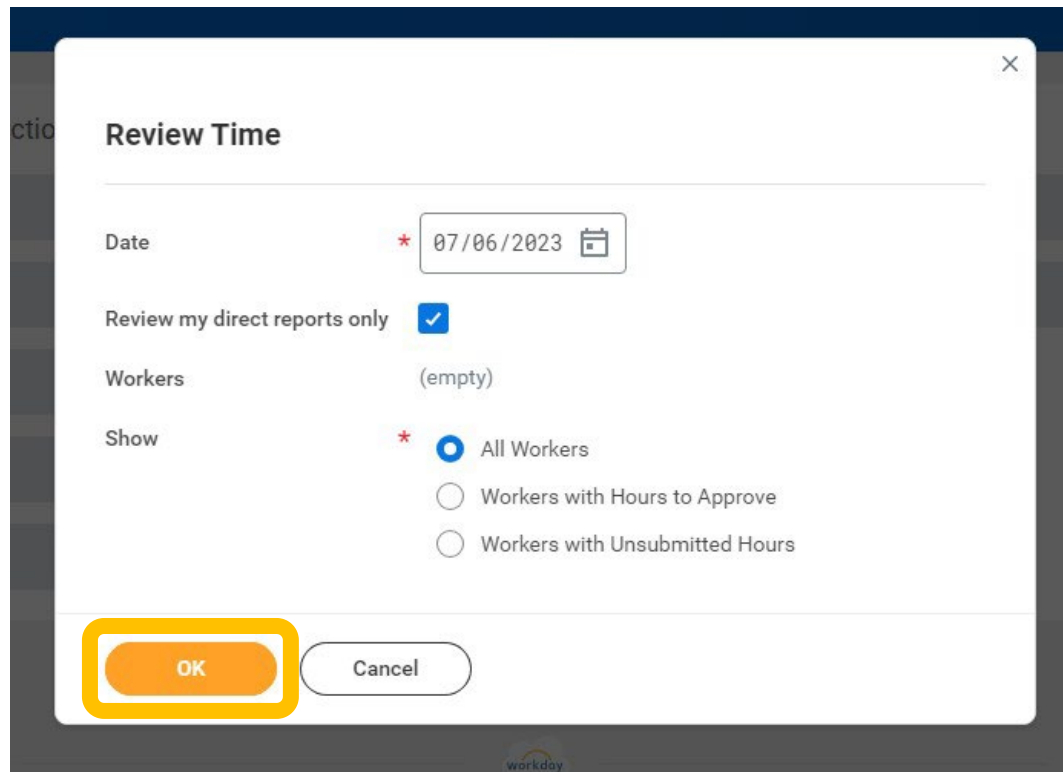 ctio
Review Time
Date * 07/06/2023
Review my direct reports only
Workers (empty)
Show *
All Workers
Workers with Hours to Approve
Workers with Unsubmitted Hours
OK Cancel
workday